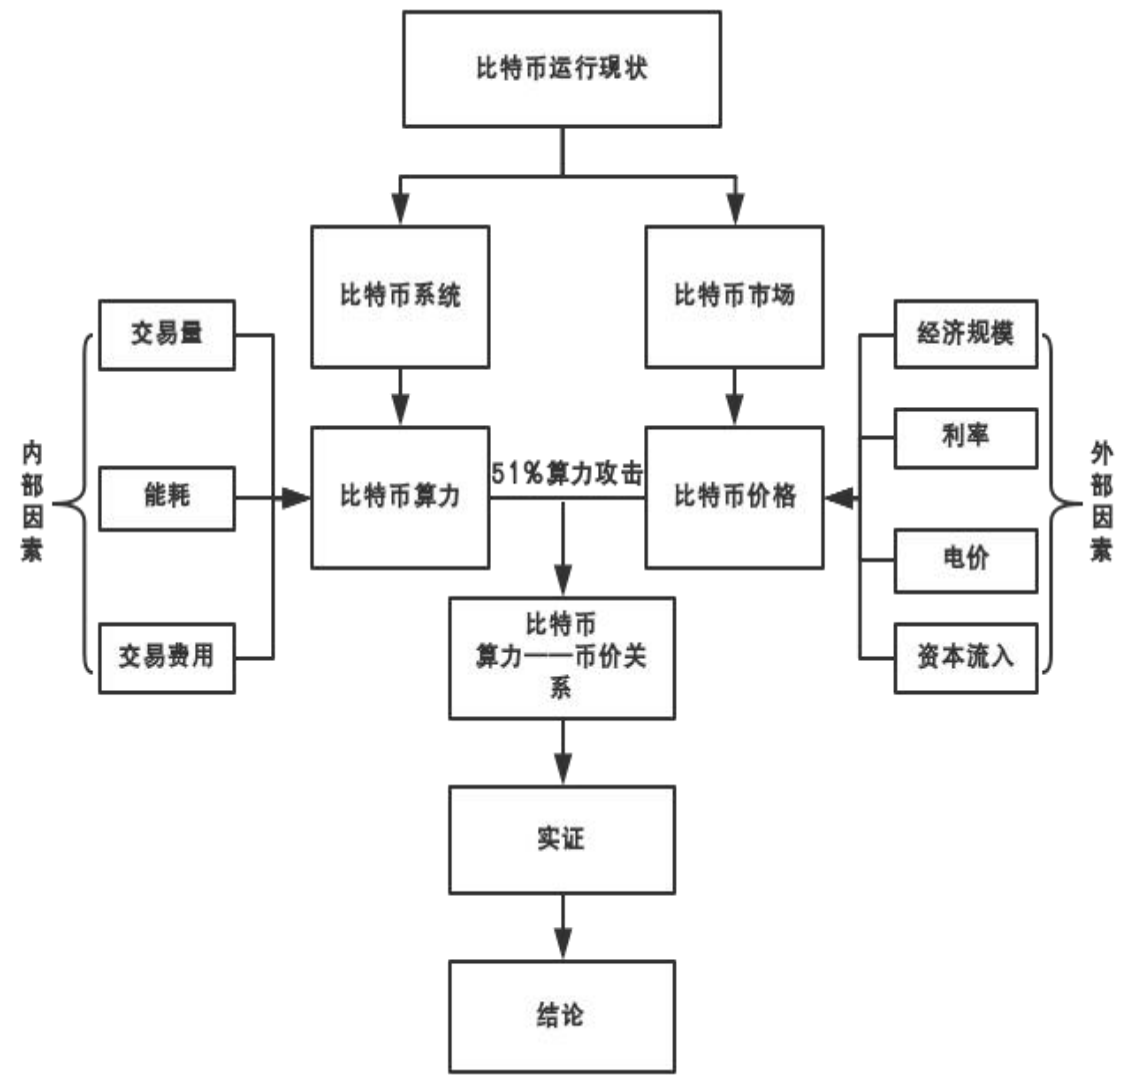 比特币运行现状
比特币系统
比特币市场
交易量
经济规模
利率
内部因素
能耗
比特币算力
51%算力攻击
比特币价格
外部因素
电价
交易费用
比特币
算力——币价关
系
资本流入
实证
结论